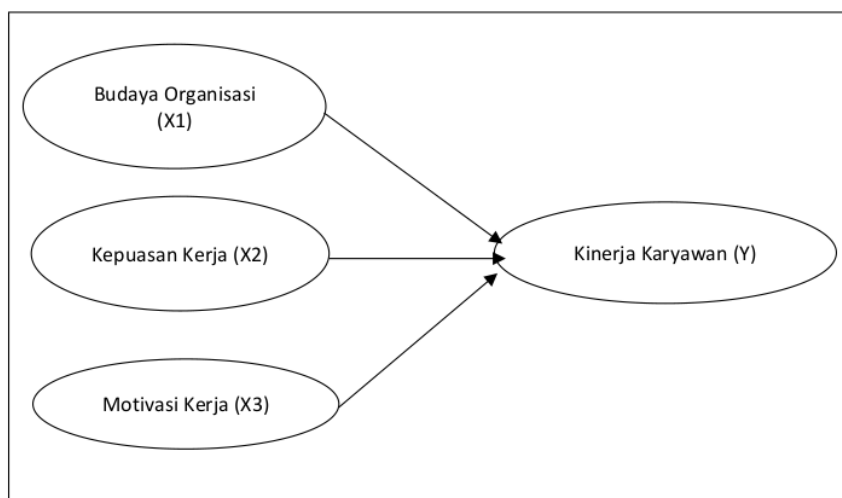 Budaya Organisasi
(X1)
Kepuasan Kerja (X2)
Kinerja Karyawan (Y)
Motivasi Kerja (X3)